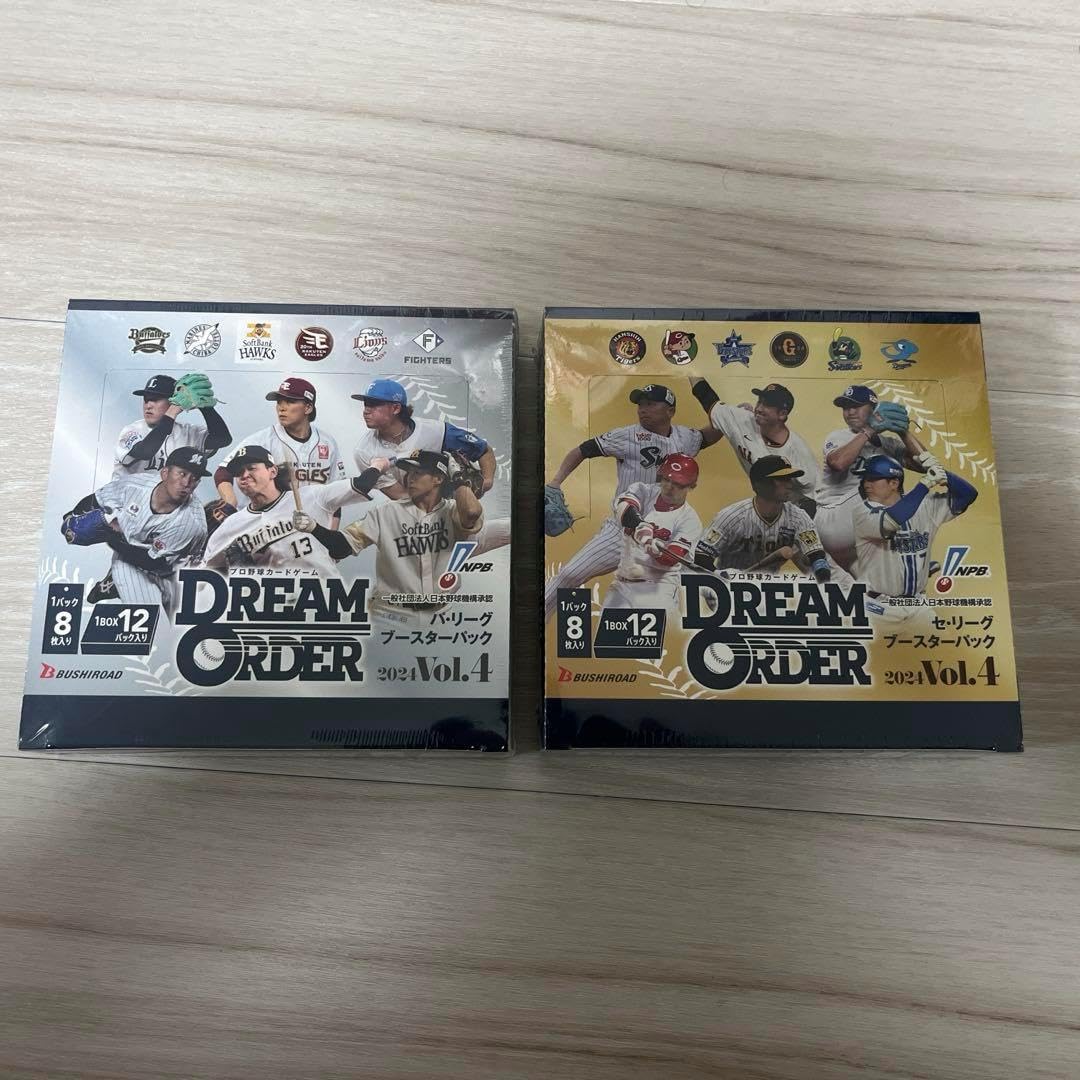 Buffaloes
MARINES
SoftBank
HAWKS
RAKUTEN
EAGLES
Lions
FIGHTERS
Buffaloes
13
SoftBank
HAWKS
プロ野球カードゲーム
DREAM
ORDER
NPB
一般社団法人日本野球機構承認
パ・リーグ
ブースターパック
2024 Vol.4
1パック
8
枚入り
1BOX 12
パック入り
BUSHIROAD
HANSHIN
Tigers
Swallows
Dragons
プロ野球カードゲーム
DREAM
ORDER
NPB
一般社団法人日本野球機構承認
セ・リーグ
ブースターパック
2024 Vol.4
1パック
8
枚入り
1BOX 12
パック入り
BUSHIROAD